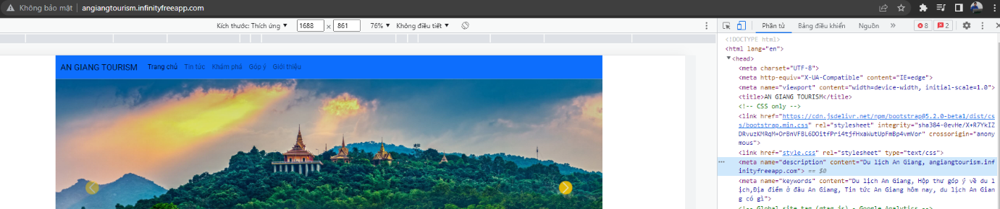 Không bảo mật | angiangtourism.infinityfreeapp.com
Kích thước: Thích ứng ▼ 1688 × 861 76% ▼ Không điều tiết ▼
Phần tử Bảng điều khiển Nguồn » 8 2
AN GIANG TOURISM Trang chủ Tin tức Khám phá Góp ý Giới thiệu
<!DOCTYPE html>
<html lang="en">
<head>
<meta charset="UTF-8">
<meta http-equiv="X-UA-Compatible" content="IE=edge">
<meta name="viewport" content="width=device-width, initial-scale=1.0">
<title>AN GIANG TOURISM</title>
<!-- CSS only -->
<link href="https://cdn.jsdelivr.net/npm/bootstrap@5.2.0-beta1/dist/cs
s/bootstrap.min.css" rel="stylesheet" integrity="sha384-0evHe/X+R7YkIZ
DRvuzKMRqM+OrBnVFBL6DOitfPri4tjfHxaWutUpFmBp4vmVor" crossorigin="anony
mous">
<link href="style.css" rel="stylesheet" type="text/css">
<meta name="description" content="Du lịch An Giang, angiangtourism.inf
infinityfreeapp.com"> == $0
<meta name="keywords" content="Du lịch An Giang, Hộp thư góp ý về du l
ịch,Địa điểm ở đâu An Giang, Tin tức An Giang hôm nay, du lịch An Gian
g có gì">
<!-- Global site tag (gtag.js) - Google Analytics -->